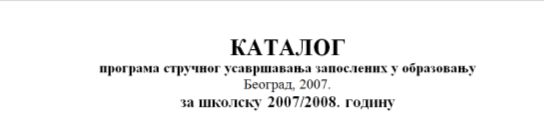 КАТАЛОГ
програма стручног усавршавања запослених у образовању
Београд, 2007.
за школску 2007/2008. годину